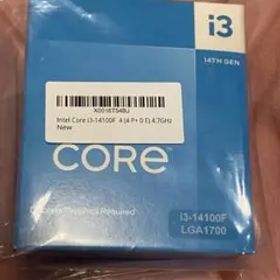 i3
14TH GEN
X0016T548U
Intel Core i3-14100F 4 (4 P+ 0 E) 4.7GHz
New
CORE
Graphics Required
i3-14100F
LGA1700